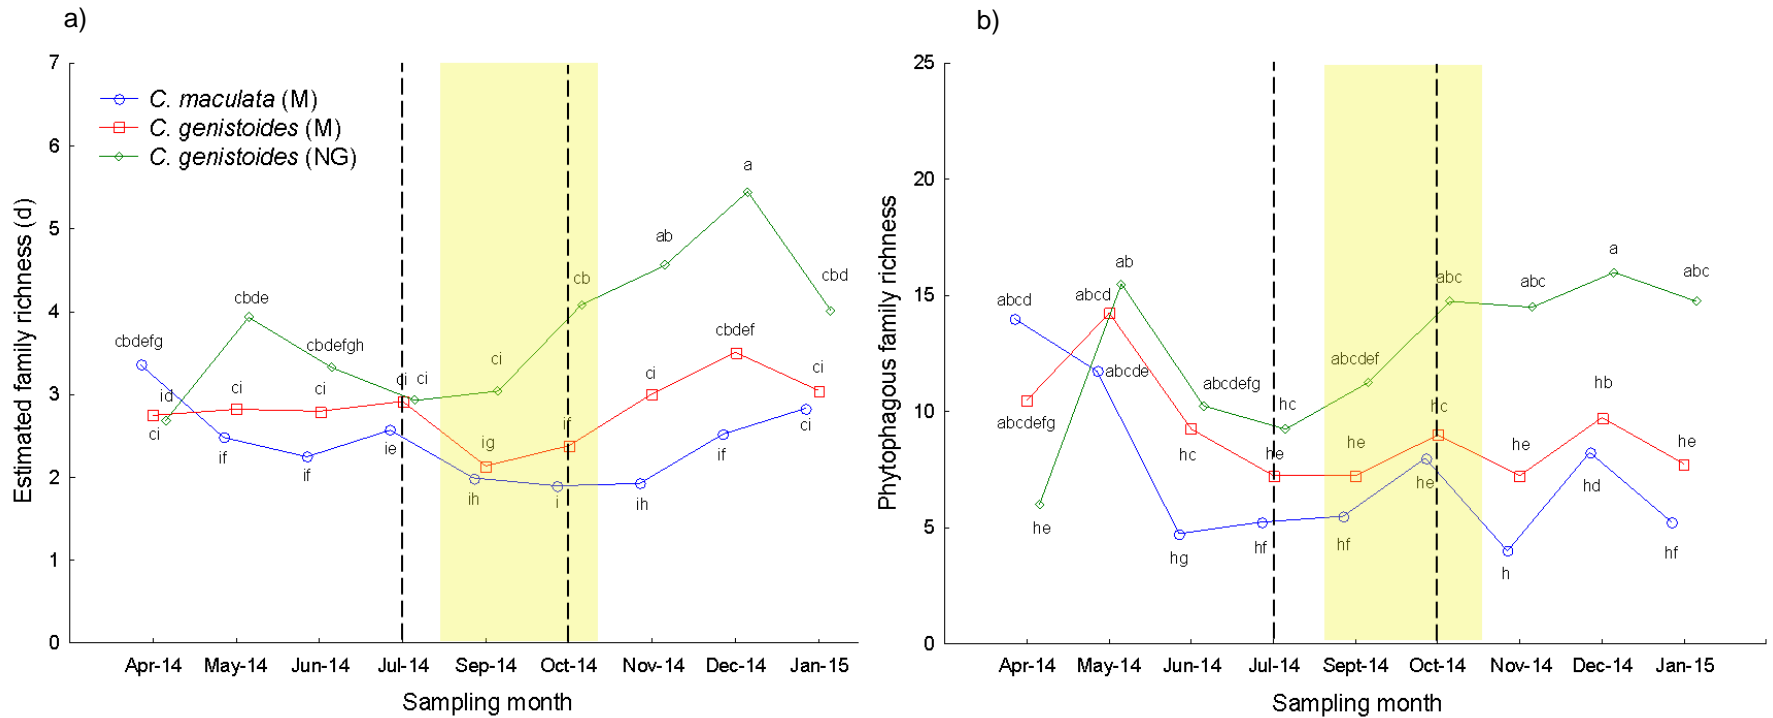 a)
Estimated family richness (d)
7
6
5
4
3
2
1
0
C. maculata (M)
C. genistoides (M)
C. genistoides (NG)
cbdefg
id
ci
cbde
ci
if
cbdefgh
ci
if
ci
ci
ie
ci
ig
ih
cb
if
i
ab
ci
ih
a
cbdef
if
cbd
ci
ci
Apr-14 May-14 Jun-14 Jul-14 Sep-14 Oct-14 Nov-14 Dec-14 Jan-15
Sampling month
b)
Phytophagous family richness
25
20
15
10
5
0
abcd
abcdefg
he
ab
abcd
abcde
abcdefg
hc
hg
hc
he
hf
abcdef
he
hf
abc
hc
he
abc
he
h
a
hb
hd
abc
he
hf
Apr-14 May-14 Jun-14 Jul-14 Sept-14 Oct-14 Nov-14 Dec-14 Jan-15
Sampling month